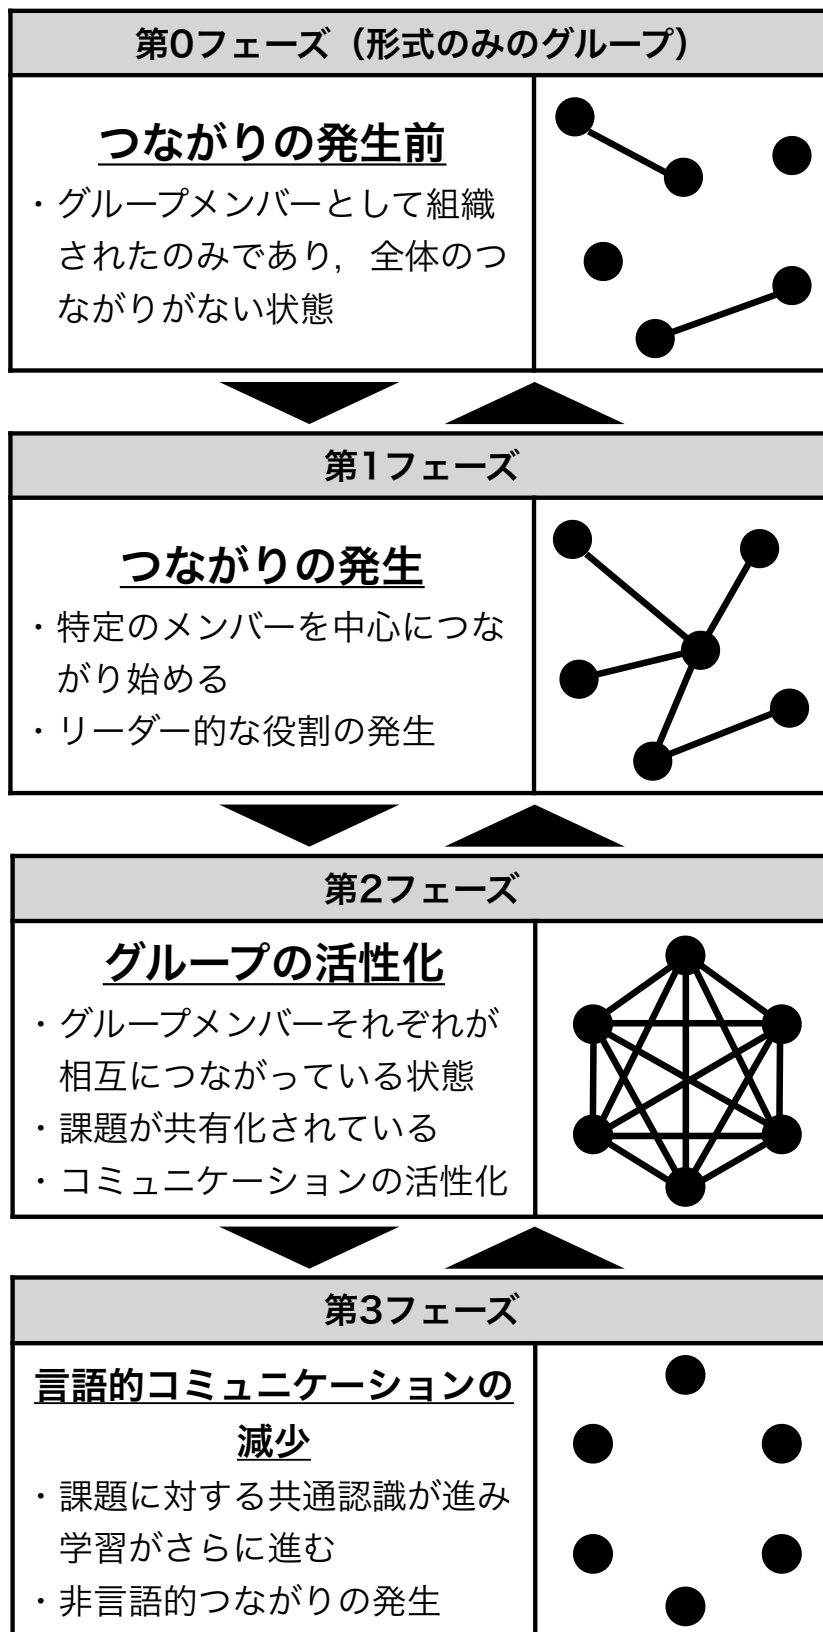 第0フェーズ（形式のみのグループ）
つながりの発生前
・グループメンバーとして組織
されたのみであり，全体のつ
ながりがない状態
第1フェーズ
つながりの発生
・特定のメンバーを中心につな
がり始める
・リーダー的な役割の発生
第2フェーズ
グループの活性化
・グループメンバーそれぞれが
相互につながっている状態
・課題が共有化されている
・コミュニケーションの活性化
第3フェーズ
言語的コミュニケーションの
減少
・課題に対する共通認識が進み
学習がさらに進む
・非言語的つながりの発生